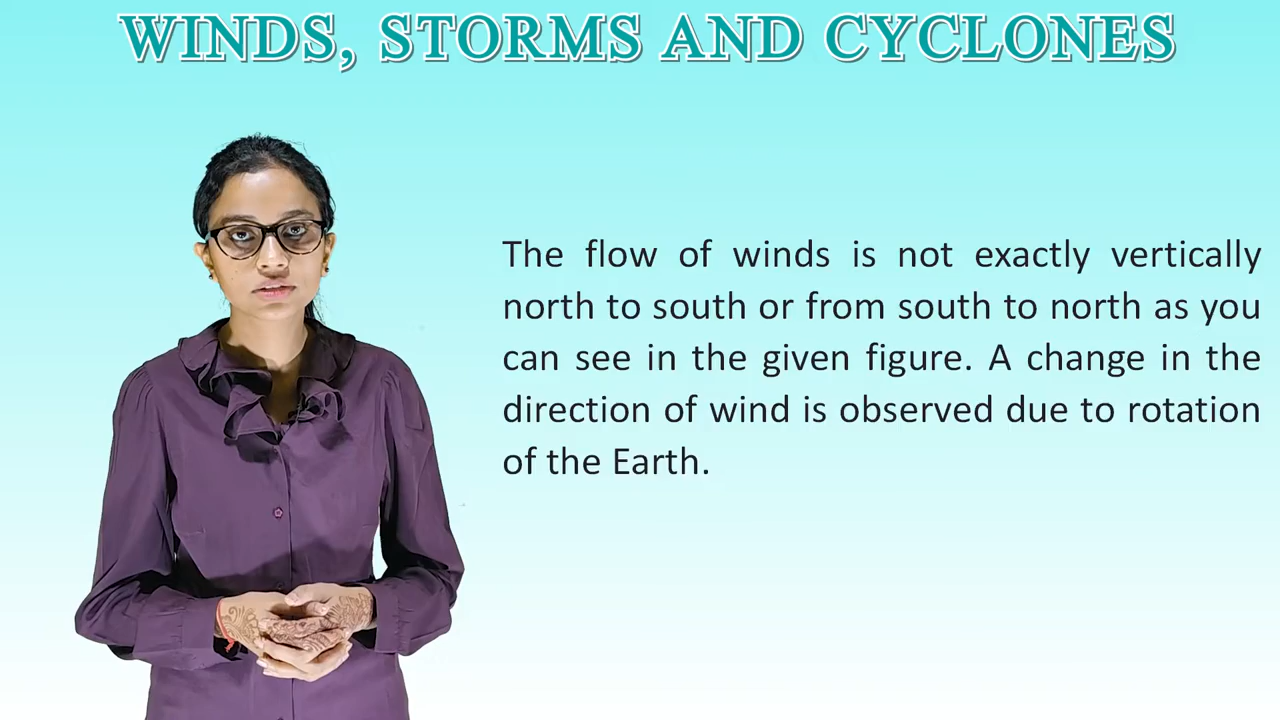 WINDS, STORMS AND CYCLONES
The flow of winds is not exactly vertically
north to south or from south to north as you
can see in the given figure. A change in the
direction of wind is observed due to rotation
of the Earth.